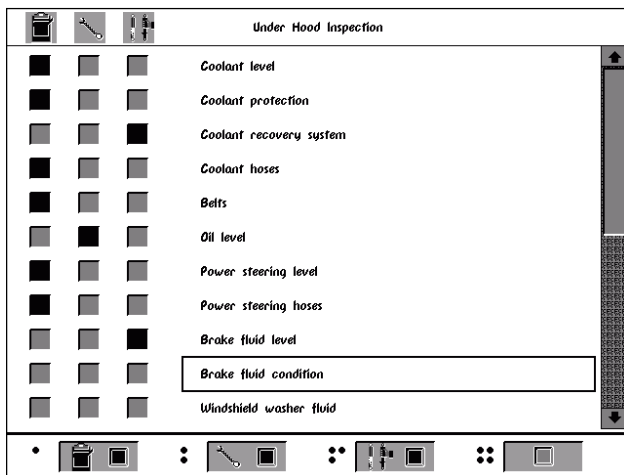 Under Hood Inspection
Coolant level
Coolant protection
Coolant recovery system
Coolant hoses
Belts
Oil level
Power steering level
Power steering hoses
Brake fluid level
Brake fluid condition
Windshield washer fluid